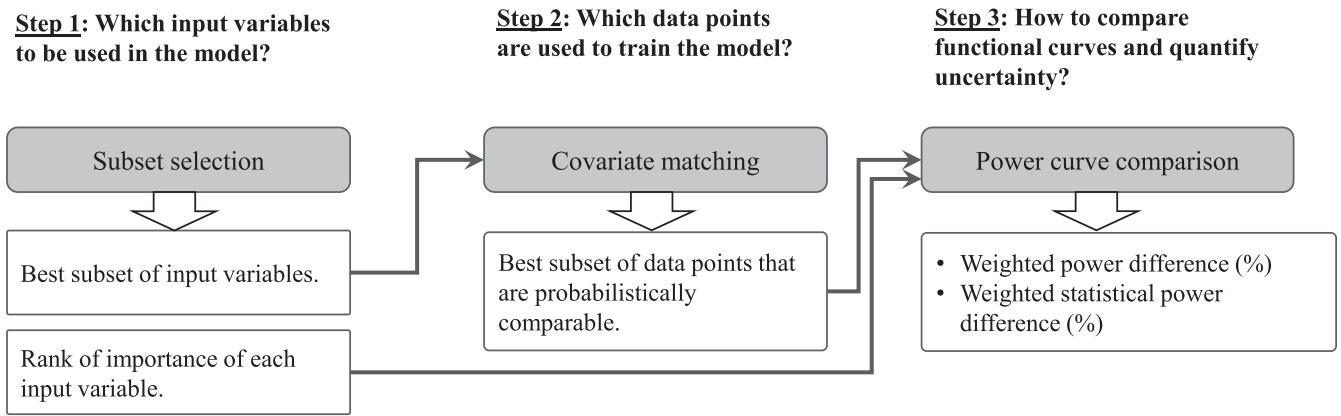 Step 1: Which input variables
to be used in the model?
Step 2: Which data points
are used to train the model?
Step 3: How to compare
functional curves and quantify
uncertainty?
Subset selection
Covariate matching
Power curve comparison
Best subset of input variables.
Rank of importance of each
input variable.
Best subset of data points that
are probabilistically
comparable.
• Weighted power difference (%)
• Weighted statistical power
difference (%)